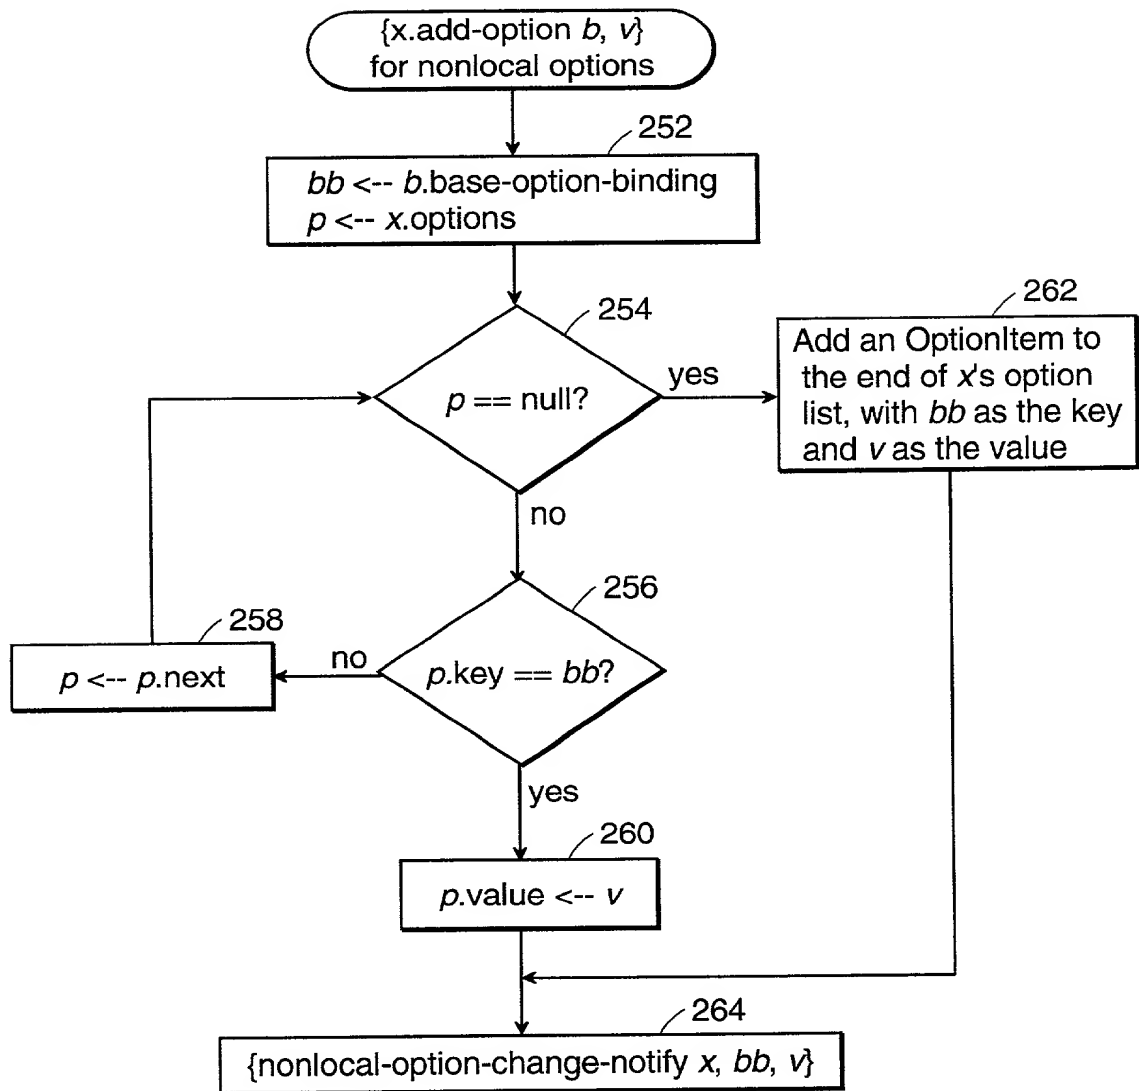 {x.add-option b, v}
for nonlocal options
252
bb <-- b.base-option-binding
p <-- x.options
254
p == null?
yes
262
Add an OptionItem to
the end of x's option
list, with bb as the key
and v as the value
no
256
p.key == bb?
no
258
p <-- p.next
yes
260
p.value <-- v
264
{nonlocal-option-change-notify x, bb, v}